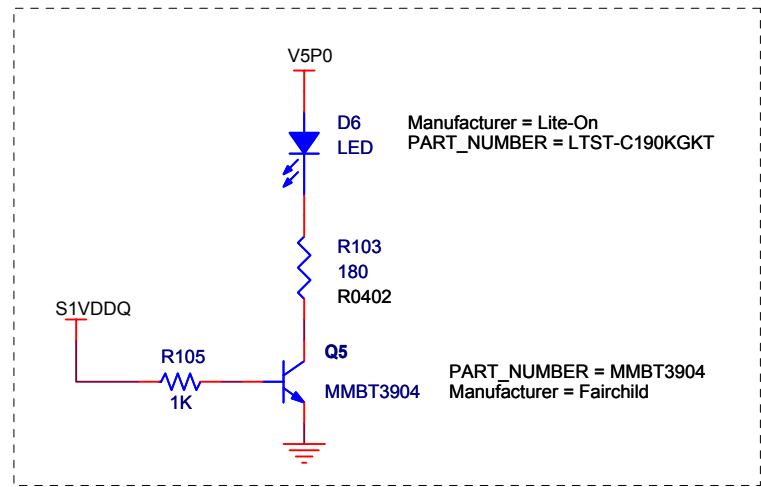 V5P0
D6
LED
Manufacturer = Lite-On
PART_NUMBER = LTST-C190KGKT
R103
180
R0402
S1VDDQ
R105
1K
Q5
MMBT3904
PART_NUMBER = MMBT3904
Manufacturer = Fairchild